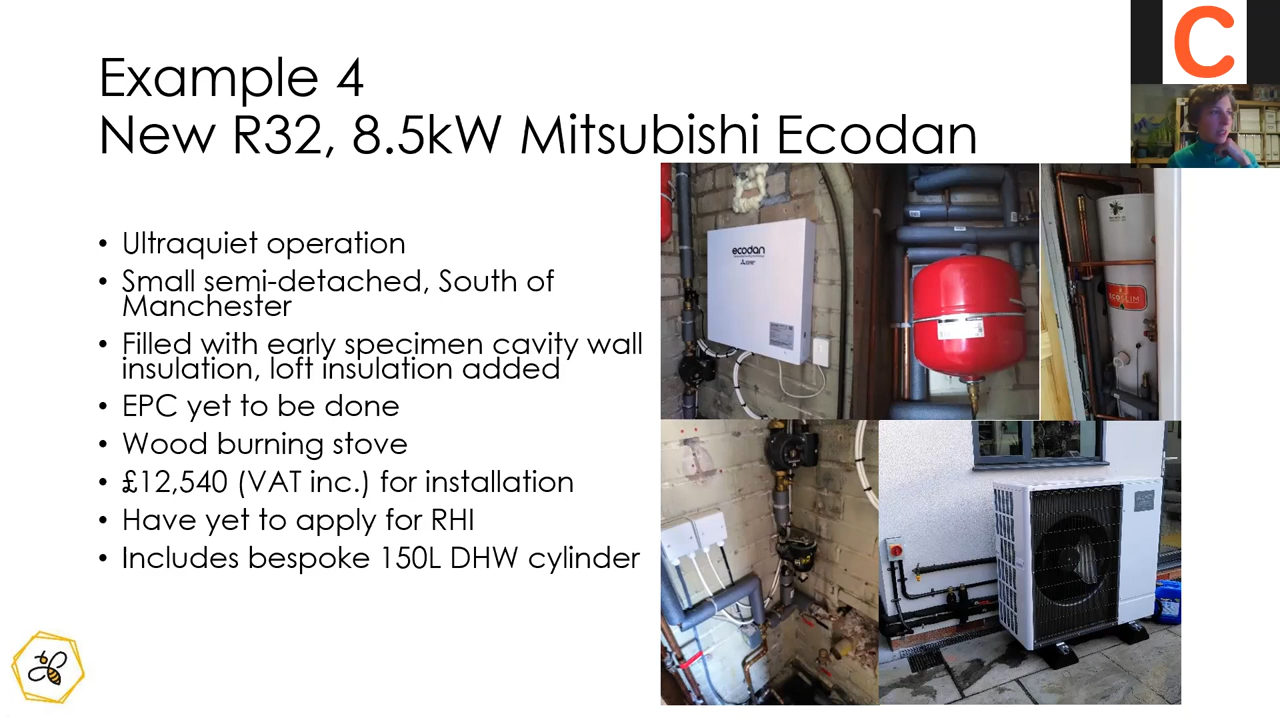 C
Example 4
New R32, 8.5kW Mitsubishi Ecodan
• Ultraquiet operation
• Small semi-detached, South of
Manchester
• Filled with early specimen cavity wall
insulation, loft insulation added
• EPC yet to be done
• Wood burning stove
• £12,540 (VAT inc.) for installation
• Have yet to apply for RHI
• Includes bespoke 150L DHW cylinder
ecodan